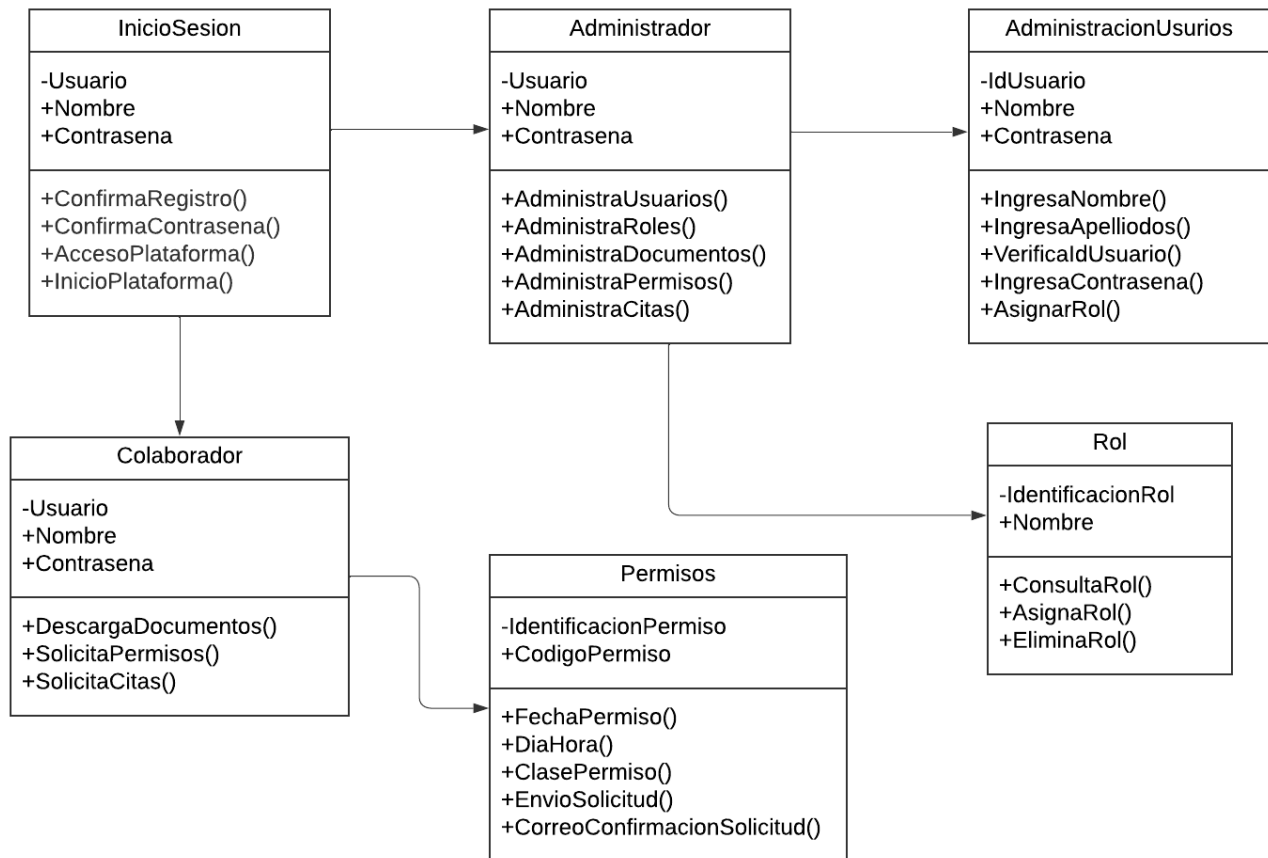 InicioSesion
-Usuario
+Nombre
+Contrasena
+ConfirmaRegistro()
+ConfirmaContrasena()
+AccesoPlataforma()
+InicioPlataforma()
Administrador
-Usuario
+Nombre
+Contrasena
+AdministraUsuarios()
+AdministraRoles()
+AdministraDocumentos()
+AdministraPermisos()
+AdministraCitas()
AdministracionUsurios
-IdUsuario
+Nombre
+Contrasena
+IngresaNombre()
+IngresaApelliodos()
+VerificaIdUsuario()
+IngresaContrasena()
+AsignarRol()
Colaborador
-Usuario
+Nombre
+Contrasena
+DescargaDocumentos()
+SolicitaPermisos()
+SolicitaCitas()
Permisos
-IdentificacionPermiso
+CodigoPermiso
+FechaPermiso()
+DiaHora()
+ClasePermiso()
+EnvioSolicitud()
+CorreoConfirmacionSolicitud()
Rol
-IdentificacionRol
+Nombre
+ConsultaRol()
+AsignaRol()
+EliminaRol()